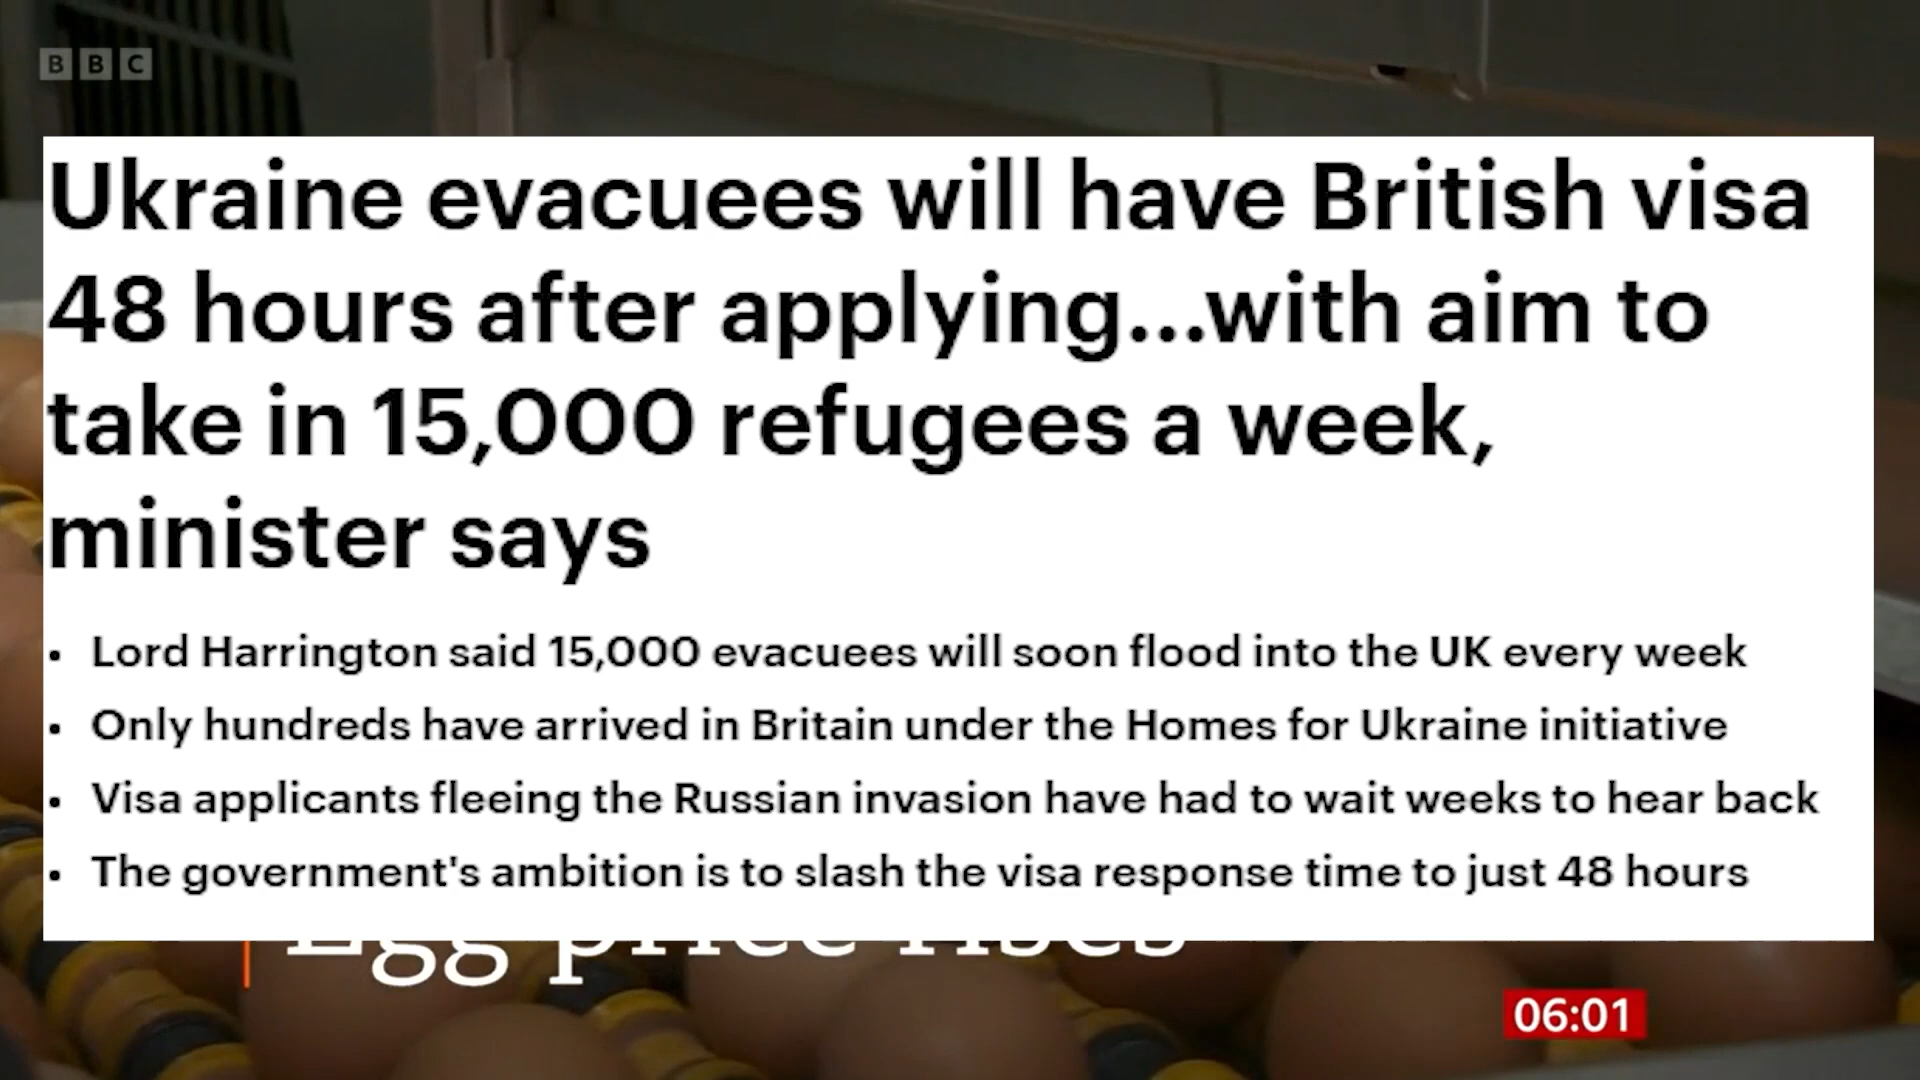 BBC
Ukraine evacuees will have British visa
48 hours after applying...with aim to
take in 15,000 refugees a week,
minister says
• Lord Harrington said 15,000 evacuees will soon flood into the UK every week
• Only hundreds have arrived in Britain under the Homes for Ukraine initiative
• Visa applicants fleeing the Russian invasion have had to wait weeks to hear back
• The government's ambition is to slash the visa response time to just 48 hours
Egg price rises
06:01